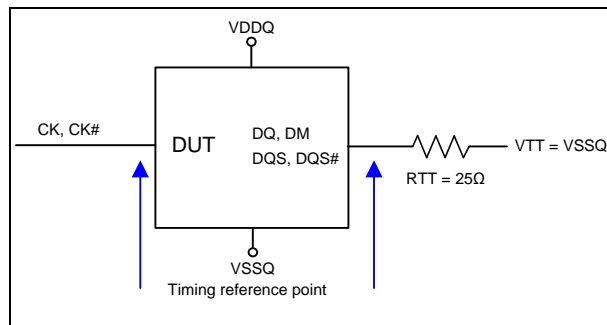 VDDQ
CK, CK#
DUT
DQ, DM
DQS, DQS#
VTT = VSSQ
RTT = 25Ω
VSSQ
Timing reference point